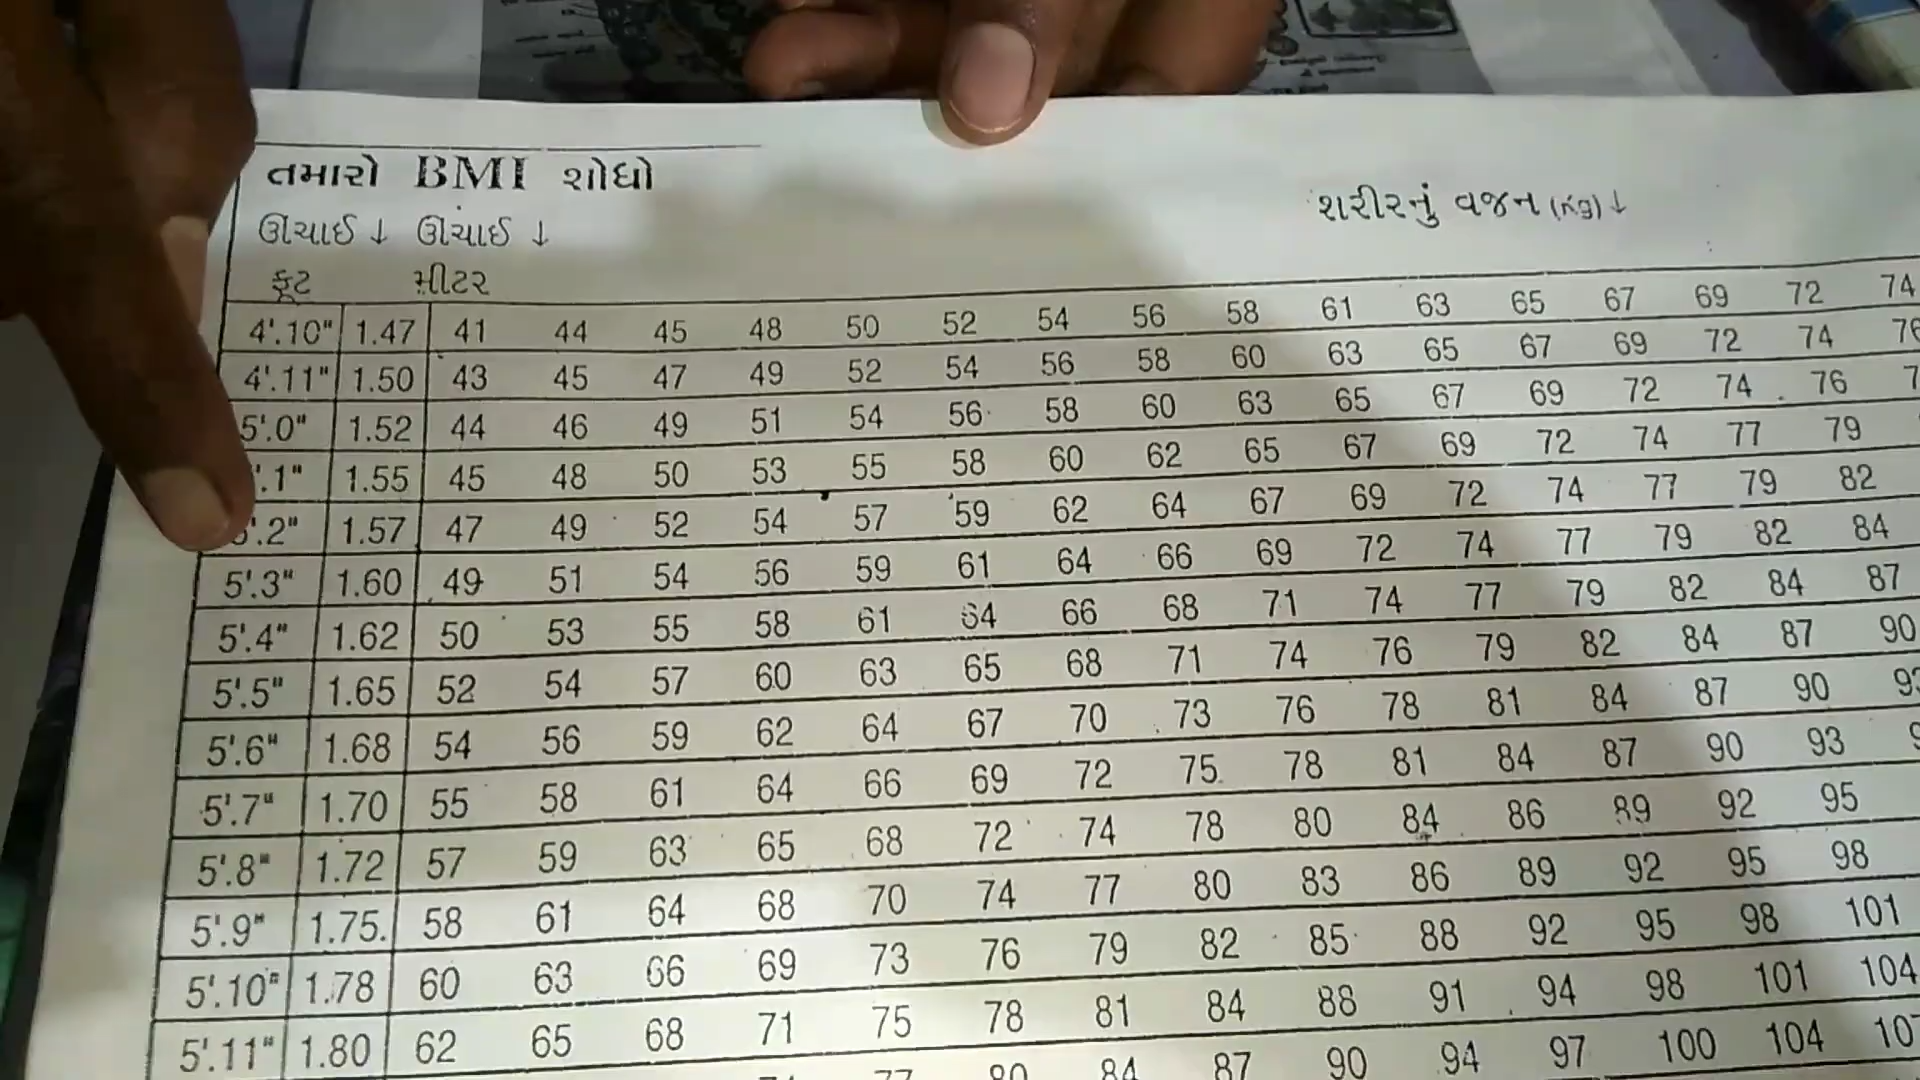 તમારો BMI શોધો
ઊંચાઈ ↓ ઊંચાઈ ↓ શરીરનું વજન (kg) ↓
ફૂટ મીટર
4'.10" 1.47 41 44 45 48 50 52 54 56 58 61 63 65 67 69 72 74
4'.11" 1.50 43 45 47 49 52 54 56 58 60 63 65 67 69 72 74 76
5'.0" 1.52 44 46 49 51 54 56 58 60 63 65 67 69 72 74 76
.1" 1.55 45 48 50 53 55 58 60 62 65 67 69 72 74 77 79
5'.2" 1.57 47 49 52 54 57 59 62 64 67 69 72 74 77 79 82
5'.3" 1.60 49 51 54 56 59 61 64 66 69 72 74 77 79 82 84
5'.4" 1.62 50 53 55 58 61 64 66 68 71 74 77 79 82 84 87
5'.5" 1.65 52 54 57 60 63 65 68 71 74 76 79 82 84 87 90
5'.6" 1.68 54 56 59 62 64 67 70 73 76 78 81 84 87 90 93
5'.7" 1.70 55 58 61 64 66 69 72 75 78 81 84 87 90 93
5'.8" 1.72 57 59 63 65 68 72 74 78 80 84 86 89 92 95
5'.9" 1.75. 58 61 64 68 70 74 77 80 83 86 89 92 95 98
5'.10" 1.78 60 63 66 69 73 76 79 82 85 88 92 95 98 101
5'.11" 1.80 62 65 68 71 75 78 81 84 88 91 94 98 101 104
77 80 84 87 90 94 97 100 104 107